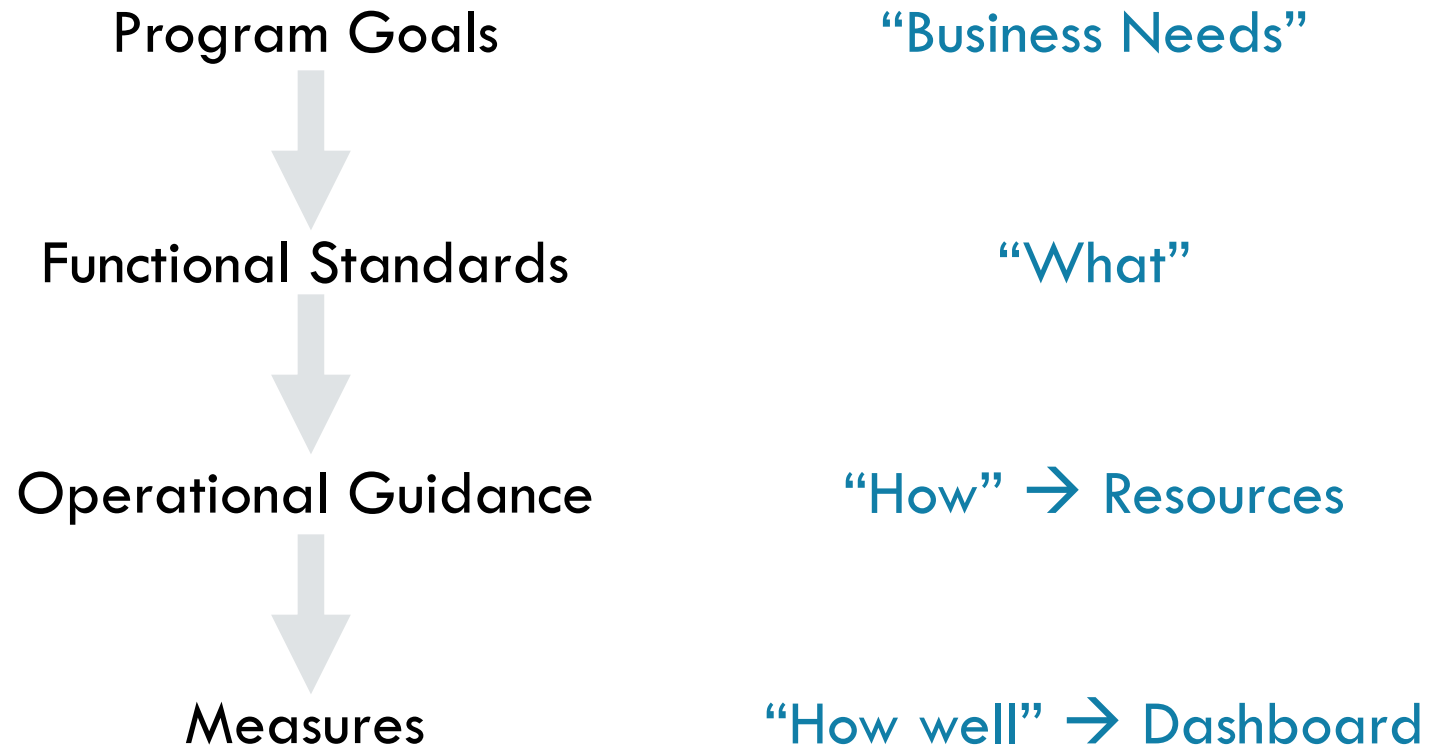 Program Goals “Business Needs”
Functional Standards “What”
Operational Guidance “How” → Resources
Measures “How well” → Dashboard